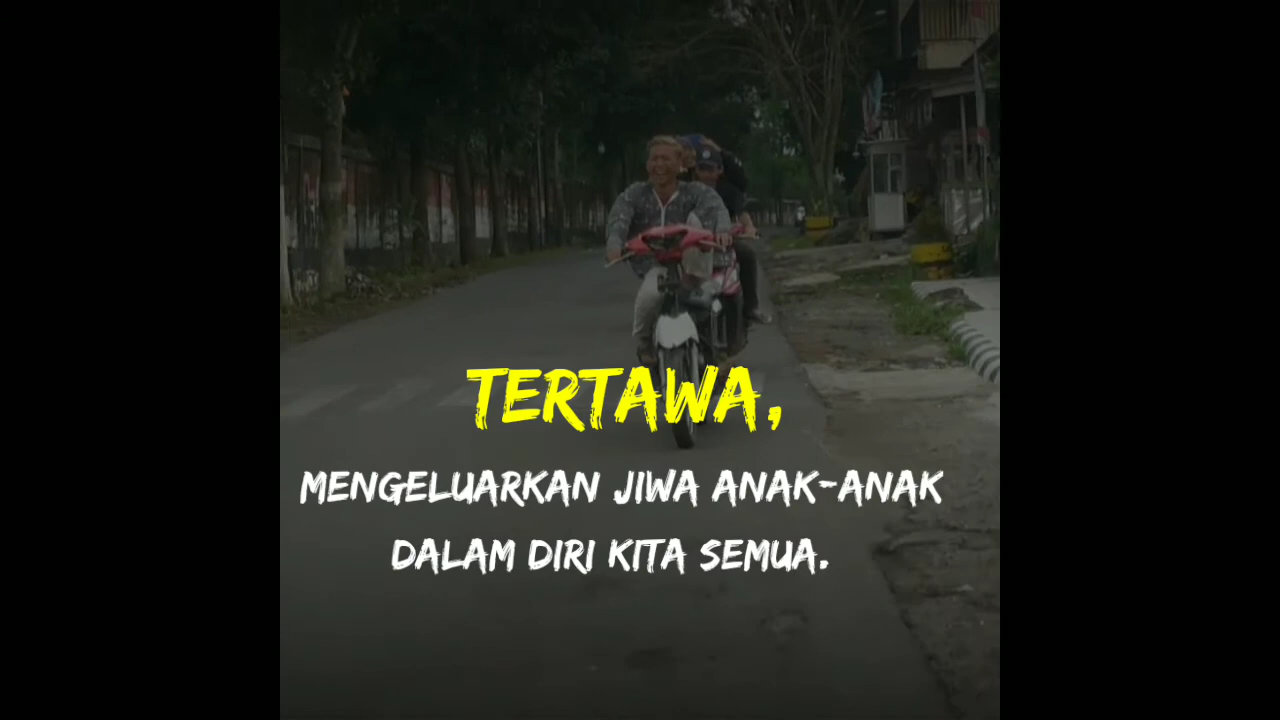 TERTAWA,
MENGELUARKAN JIWA ANAK-ANAK
DALAM DIRI KITA SEMUA.